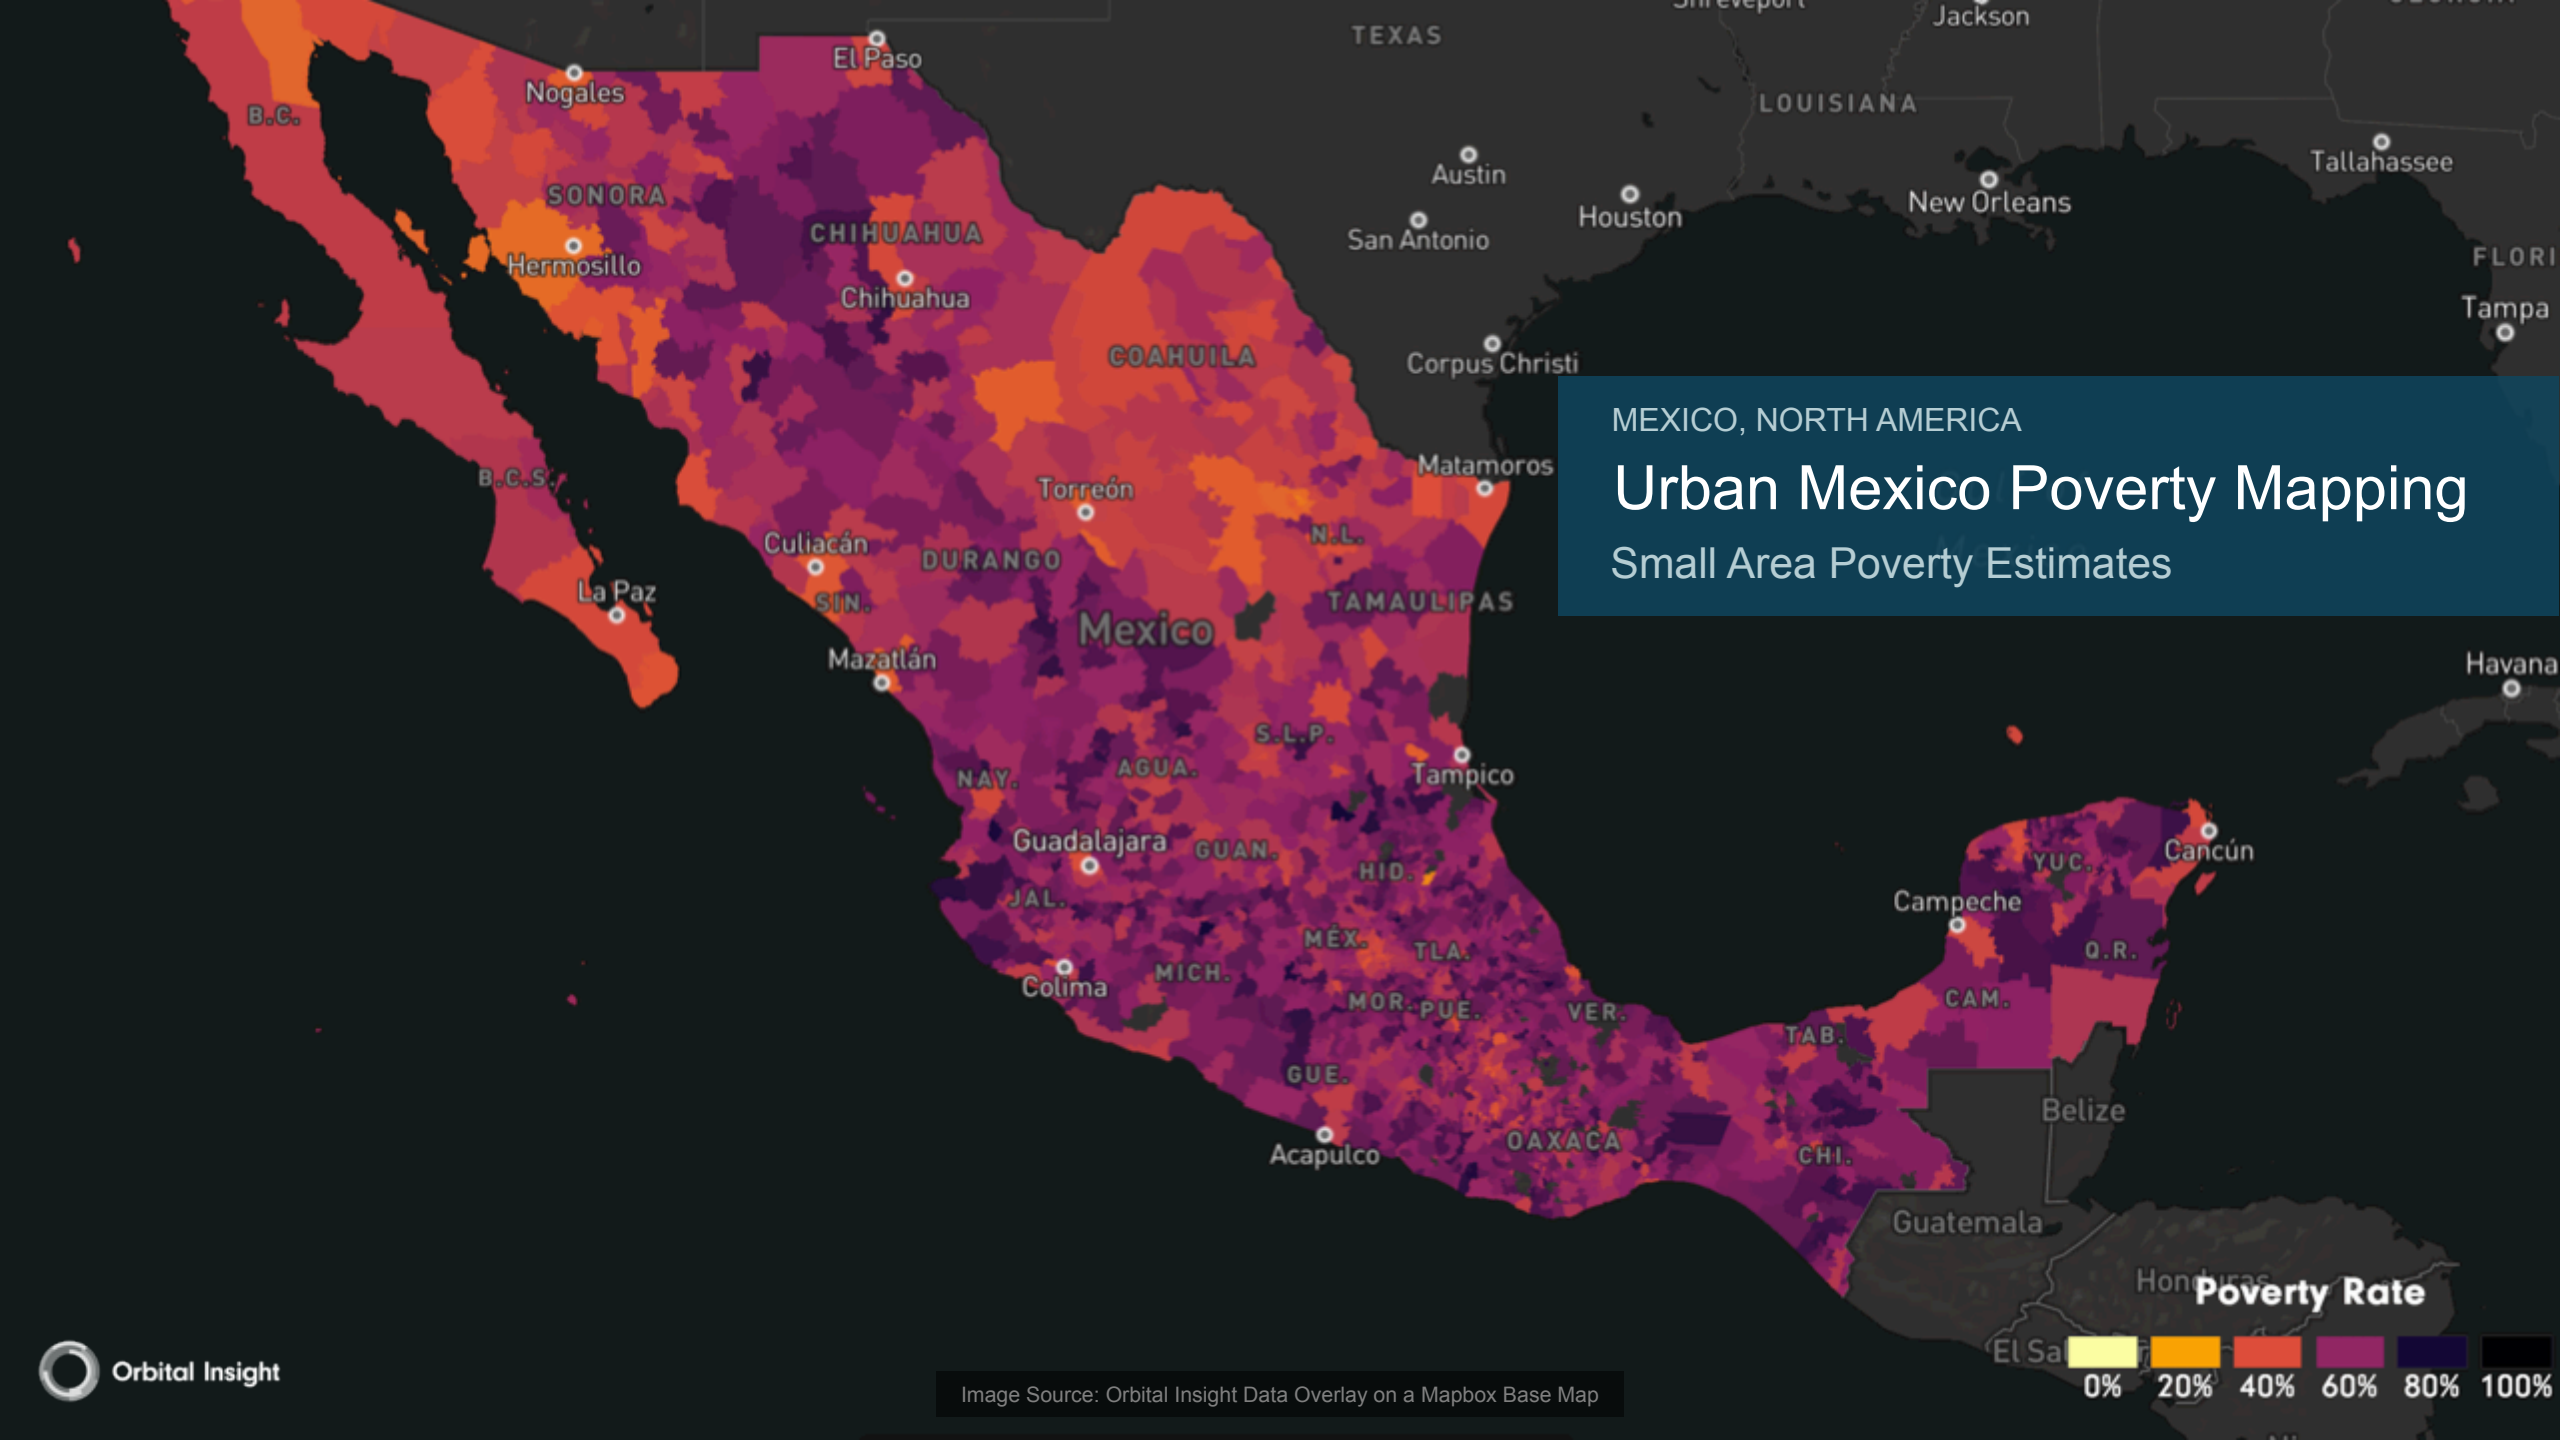 Jackson
TEXAS
El Paso
Nogales
LOUISIANA
B.C.
Austin
Tallahassee
SONORA
Houston
New Orleans
CHIHUAHUA
San Antonio
Hermosillo
FLORI
Chihuahua
Tampa
COAHUILA
Corpus Christi
MEXICO, NORTH AMERICA
Urban Mexico Poverty Mapping
Small Area Poverty Estimates
Matamoros
B.C.S.
Torreón
N.L.
Culiacán
DURANGO
La Paz
SIN.
TAMAULIPAS
Mexico
Mazatlán
Havana
S.L.P.
AGUA.
NAY.
Tampico
Guadalajara
GUAN.
HID.
YUC.
Cancún
JAL.
Campeche
MÉX.
TLA.
Q.R.
MICH.
Colima
MOR.
PUE.
VER.
CAM.
TAB.
GUE.
Belize
Acapulco
OAXACA
CHI.
Guatemala
Honduras
Poverty Rate
El Sal
0% 20% 40% 60% 80% 100%
Orbital Insight
Image Source: Orbital Insight Data Overlay on a Mapbox Base Map